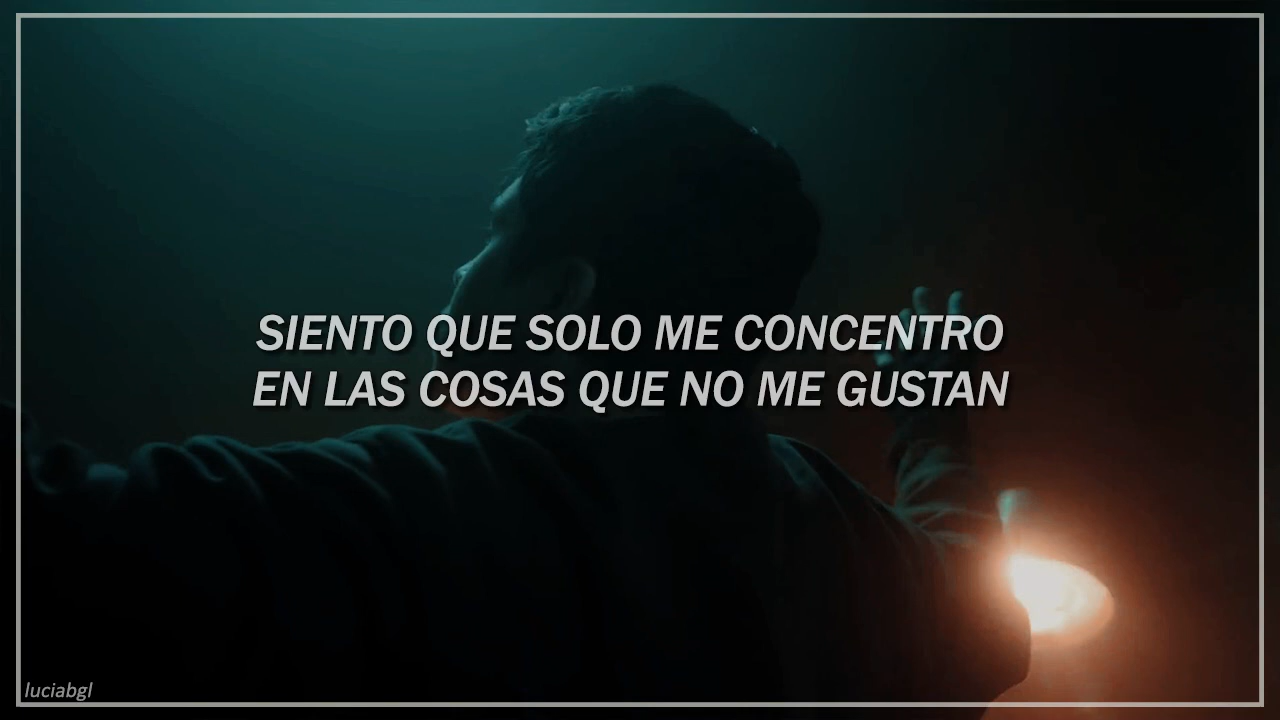 SIENTO QUE SOLO ME CONCENTRO
EN LAS COSAS QUE NO ME GUSTAN
luciabgl